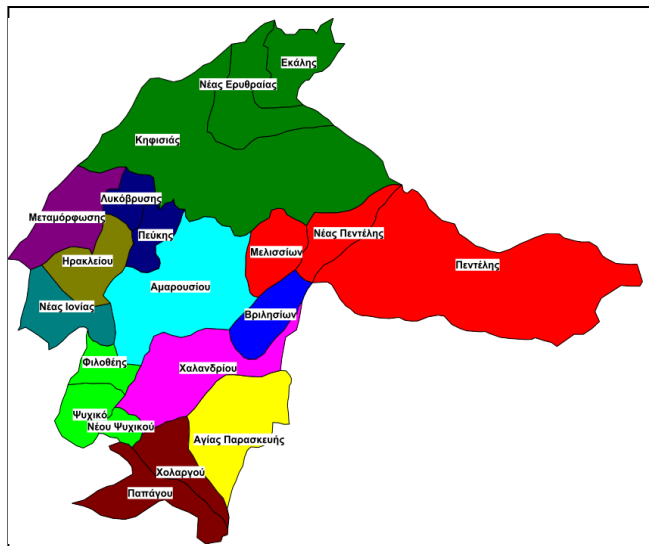 Εκάλης
Νέας Ερυθραίας
Κηφισιάς
Λυκόβρυσης
Μεταμόρφωσης
Πεύκης
Νέας Πεντέλης
Μελισσίων
Ηρακλείου
Πεντέλης
Αμαρουσίου
Νέας Ιονίας
Βριλησίων
Φιλοθέης
Χαλανδρίου
Ψυχικό
Νέου Ψυχικού
Αγίας Παρασκευής
Χολαργού
Παπάγου